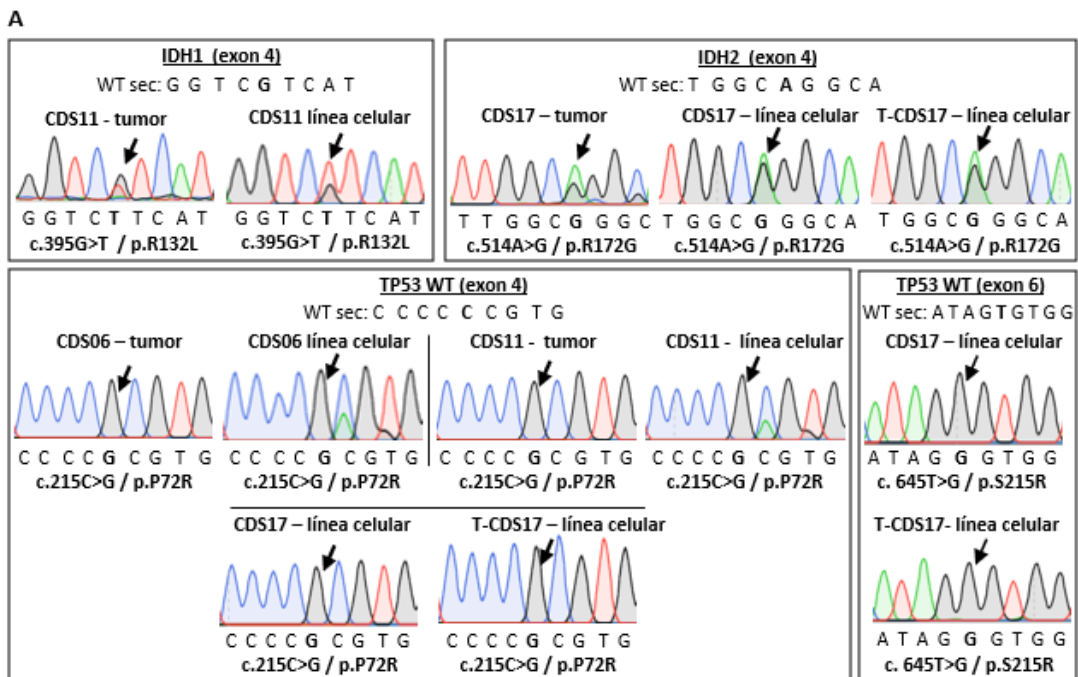 A
IDH1 (exon 4)
WT sec: G G T C G T C A T
CDS11 - tumor
CDS11 línea celular
G G T C T T C A T
c.395G>T / p.R132L
G G T C T T C A T
c.395G>T / p.R132L
IDH2 (exon 4)
WT sec: T G G C A G G C A
CDS17 – tumor
CDS17 – línea celular
T-CDS17 – línea celular
T T G G C G G G C
c.514A>G / p.R172G
T G G C G G G C A
c.514A>G / p.R172G
T G G C G G G C A
c.514A>G / p.R172G
TP53 WT (exon 4)
WT sec: C C C C C C G T G
CDS06 – tumor
CDS06 línea celular
CDS11 - tumor
CDS11 - línea celular
C C C C G C G T G
c.215C>G / p.P72R
C C C C G C G T G
c.215C>G / p.P72R
C C C C G C G T G
c.215C>G / p.P72R
C C C C G C G T G
c.215C>G / p.P72R
CDS17 – línea celular
T-CDS17 – línea celular
C C C C G C G T G
c.215C>G / p.P72R
C C C C G C G T G
c.215C>G / p.P72R
TP53 WT (exon 6)
WT sec: A T A G T G T G G
CDS17 – línea celular
A T A G G G T G G
c. 645T>G / p.S215R
T-CDS17- línea celular
A T A G G G T G G
c. 645T>G / p.S215R